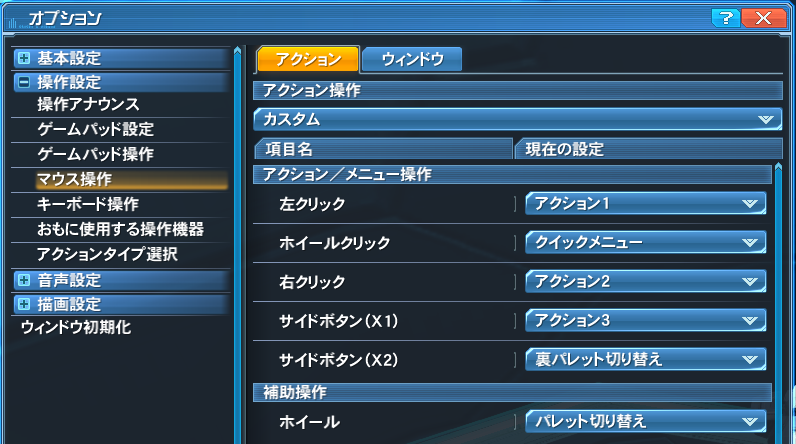 オプション
?
基本設定
操作設定
操作アナウンス
ゲームパッド設定
ゲームパッド操作
マウス操作
キーボード操作
おもに使用する操作機器
アクションタイプ選択
音声設定
描画設定
ウィンドウ初期化
アクション ウィンドウ
アクション操作
カスタム
項目名 現在の設定
アクション／メニュー操作
左クリック アクション1
ホイールクリック クイックメニュー
右クリック アクション2
サイドボタン(X1) アクション3
サイドボタン(X2) 裏パレット切り替え
補助操作
ホイール パレット切り替え